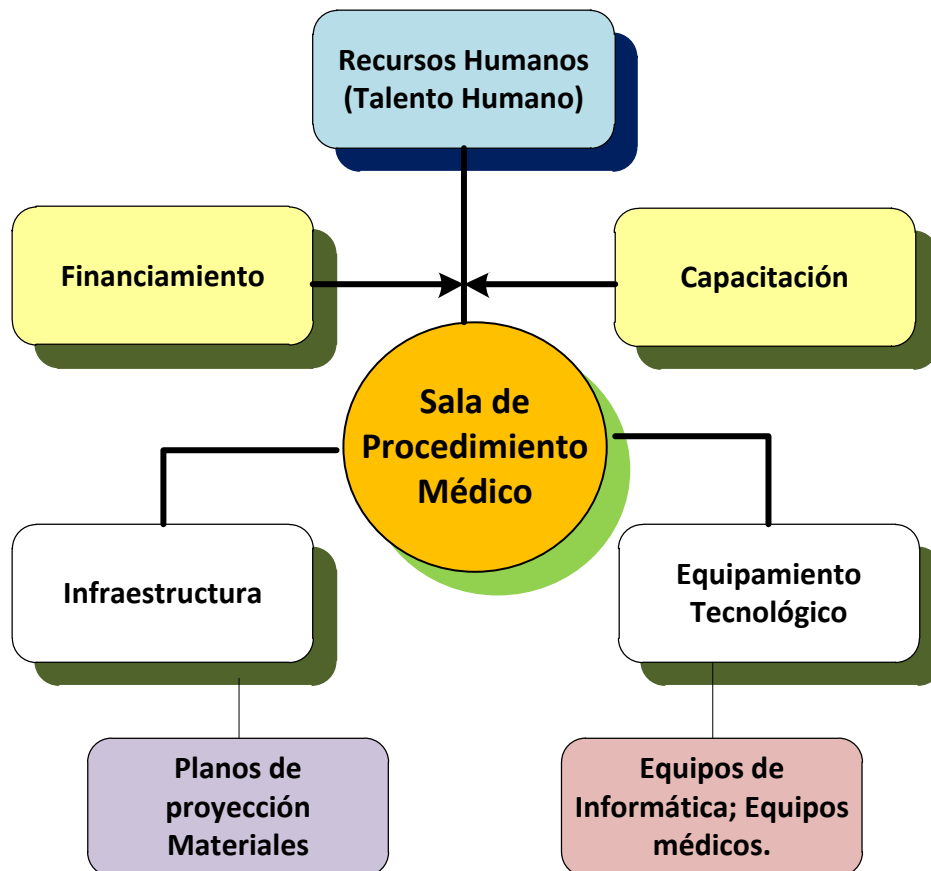 Recursos Humanos
(Talento Humano)
Financiamiento
Capacitación
Sala de
Procedimiento
Médico
Infraestructura
Equipamiento
Tecnológico
Planos de
proyección
Materiales
Equipos de
Informática; Equipos
médicos.